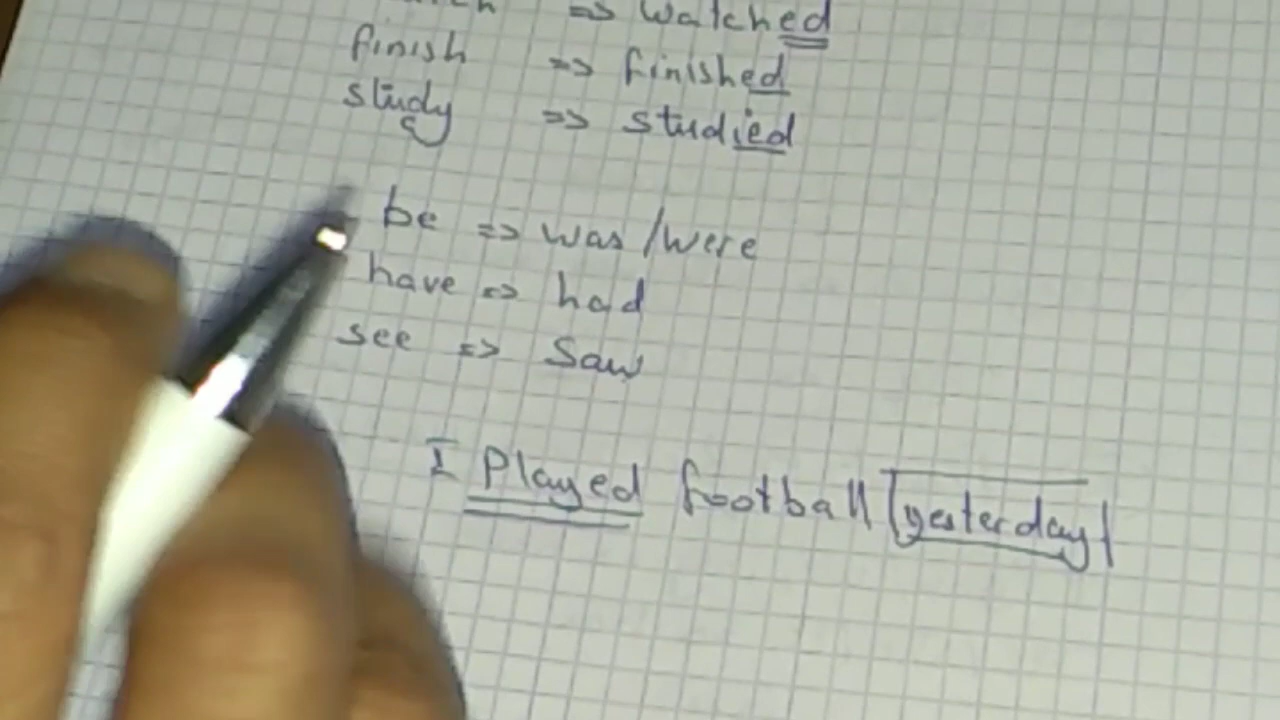 ⇒ watched
finish ⇒ finished
study ⇒ studied
be ⇒ was/were
have ⇒ had
see ⇒ Saw
I Played football yesterday